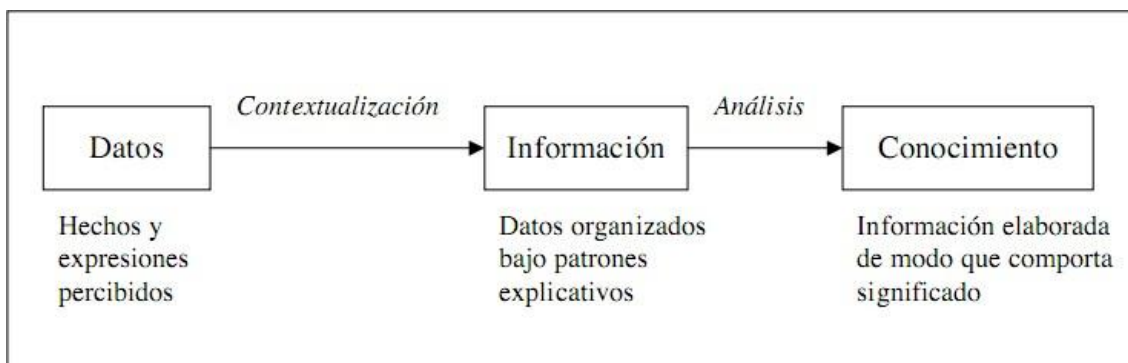 Contextualización
Análisis
Datos
Información
Conocimiento
Hechos y
expresiones
percibidos
Datos organizados
bajo patrones
explicativos
Información elaborada
de modo que comporta
significado